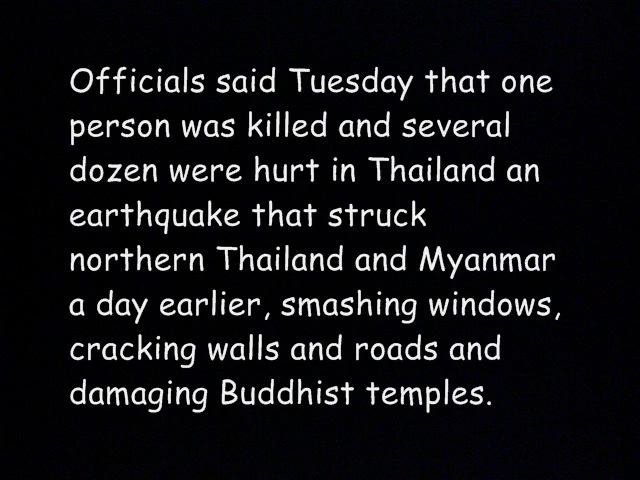 Officials said Tuesday that one
person was killed and several
dozen were hurt in Thailand an
earthquake that struck
northern Thailand and Myanmar
a day earlier, smashing windows,
cracking walls and roads and
damaging Buddhist temples.